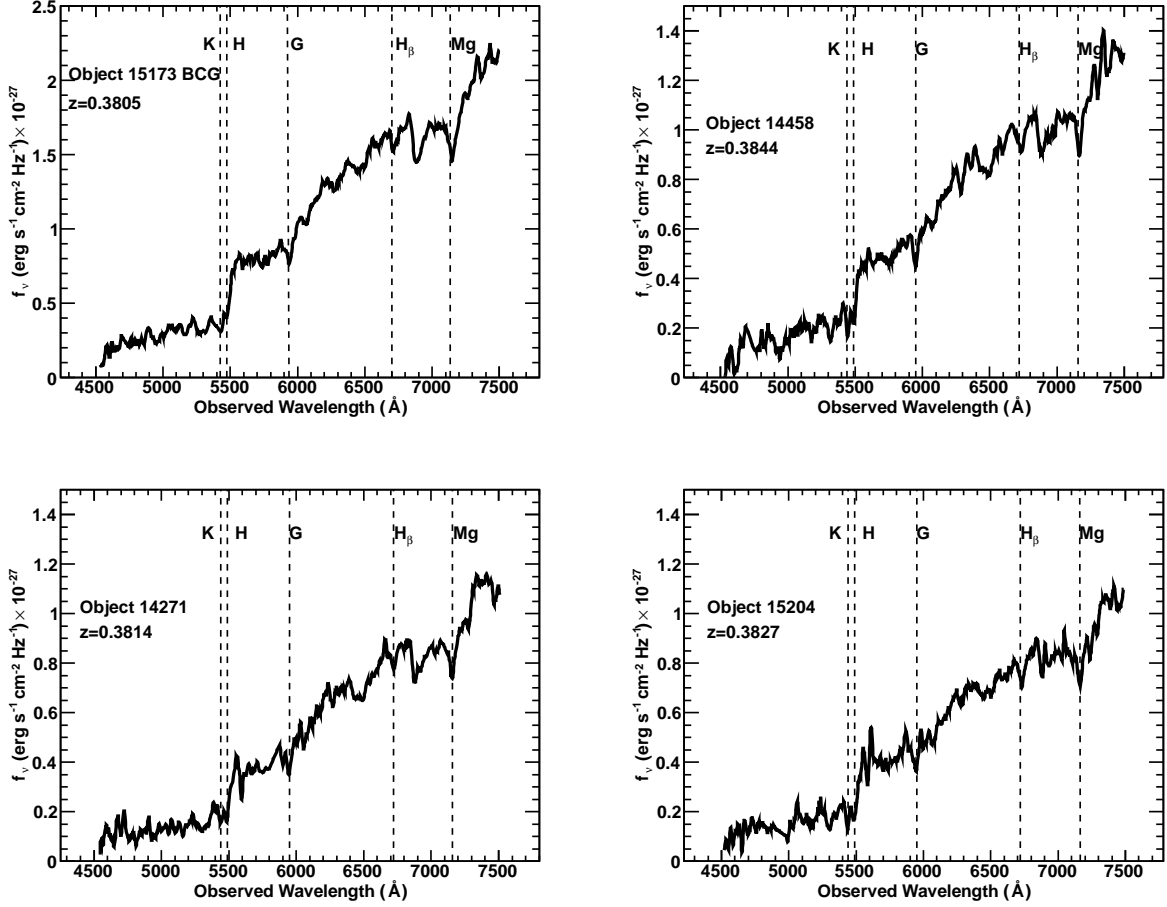 2.5
2
1.5
1
0.5
0
K H G Hβ Mg
Object 15173 BCG
z=0.3805
fν (erg s-1 cm-2 Hz-1) × 10-27
4500 5000 5500 6000 6500 7000 7500
Observed Wavelength (Å)
1.4
1.2
1
0.8
0.6
0.4
0.2
0
K H G Hβ Mg
Object 14458
z=0.3844
fν (erg s-1 cm-2 Hz-1) × 10-27
4500 5000 5500 6000 6500 7000 7500
Observed Wavelength (Å)
1.4
1.2
1
0.8
0.6
0.4
0.2
0
K H G Hβ Mg
Object 14271
z=0.3814
fν (erg s-1 cm-2 Hz-1) × 10-27
4500 5000 5500 6000 6500 7000 7500
Observed Wavelength (Å)
1.4
1.2
1
0.8
0.6
0.4
0.2
0
K H G Hβ Mg
Object 15204
z=0.3827
fν (erg s-1 cm-2 Hz-1) × 10-27
4500 5000 5500 6000 6500 7000 7500
Observed Wavelength (Å)